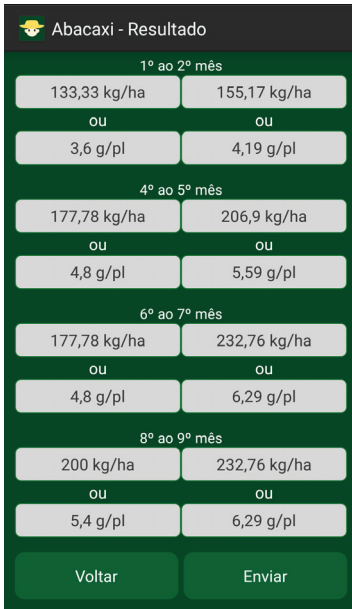 Abacaxi - Resultado
1º ao 2º mês
133,33 kg/ha 155,17 kg/ha
ou ou
3,6 g/pl 4,19 g/pl
4º ao 5º mês
177,78 kg/ha 206,9 kg/ha
ou ou
4,8 g/pl 5,59 g/pl
6º ao 7º mês
177,78 kg/ha 232,76 kg/ha
ou ou
4,8 g/pl 6,29 g/pl
8º ao 9º mês
200 kg/ha 232,76 kg/ha
ou ou
5,4 g/pl 6,29 g/pl
Voltar Enviar